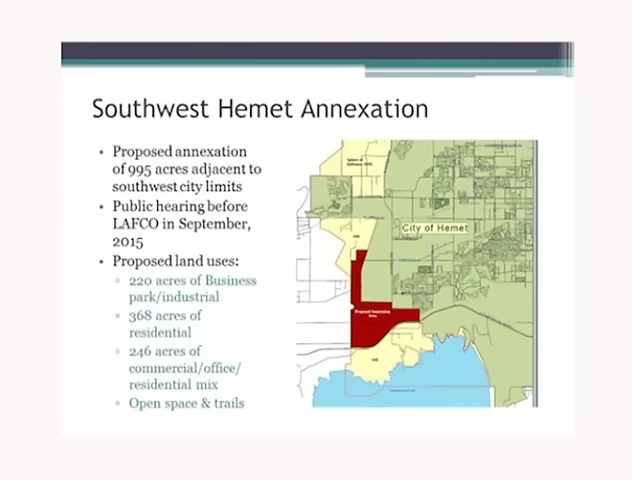 Southwest Hemet Annexation
• Proposed annexation
of 995 acres adjacent to
southwest city limits
• Public hearing before
LAFCO in September,
2015
• Proposed land uses:
▫ 220 acres of Business
park/industrial
▫ 368 acres of
residential
▫ 246 acres of
commercial/office/
residential mix
▫ Open space & trails
City of Hemet
Proposed Annexation
Area